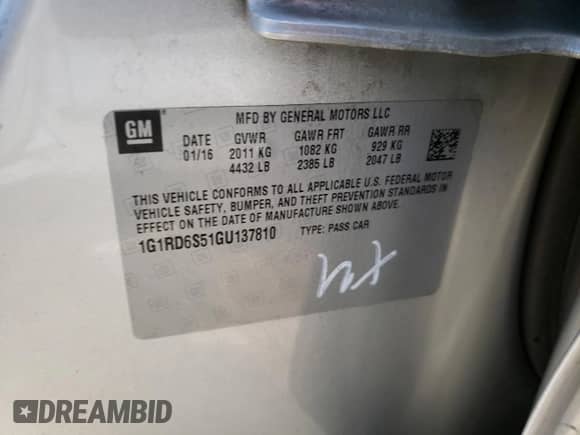 GM
MFD BY GENERAL MOTORS LLC
DATE GVWR GAWR FRT GAWR RR
01/16 2011 KG 1082 KG 929 KG
4432 LB 2385 LB 2047 LB
THIS VEHICLE CONFORMS TO ALL APPLICABLE U.S. FEDERAL MOTOR
VEHICLE SAFETY, BUMPER, AND THEFT PREVENTION STANDARDS IN
EFFECT ON THE DATE OF MANUFACTURE SHOWN ABOVE.
1G1RD6S51GU137810 TYPE: PASS CAR
DREAMBID